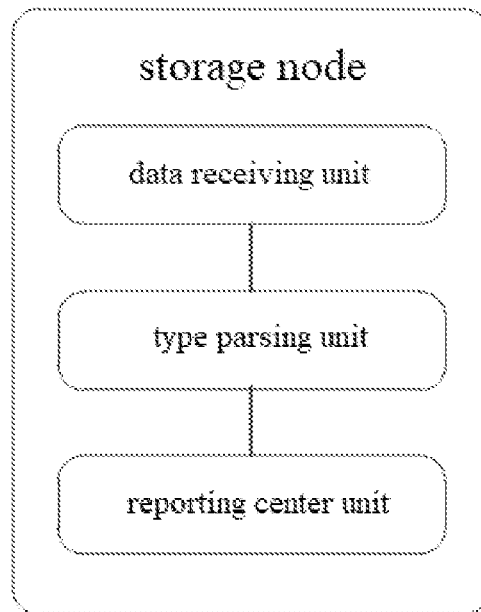 storage node
data receiving unit
type parsing unit
reporting center unit